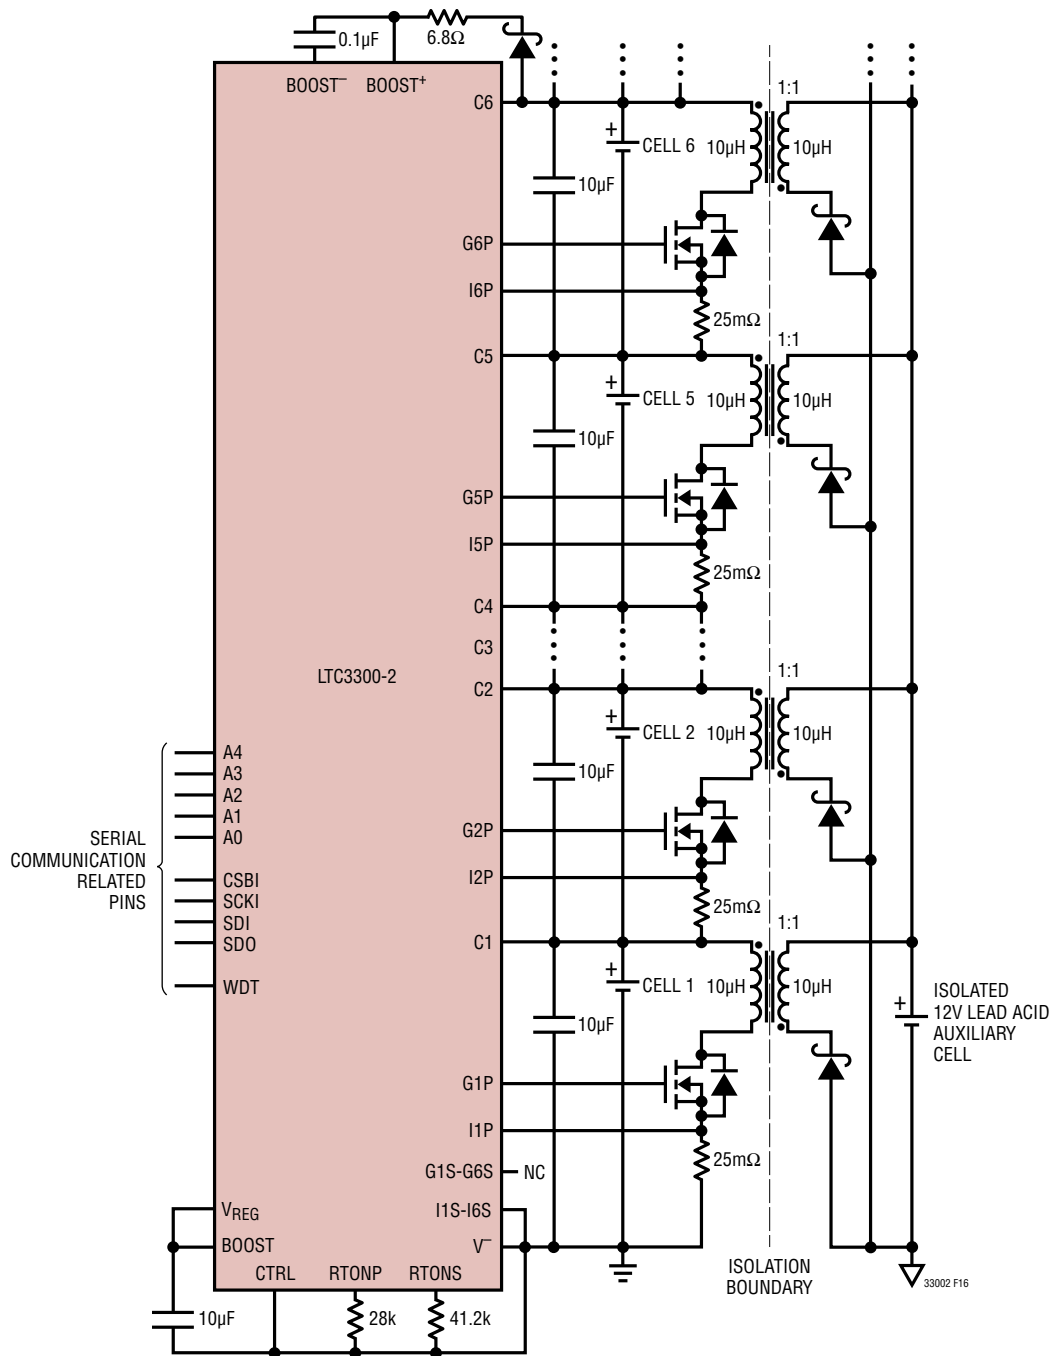 0.1µF
6.8Ω
BOOST–
BOOST+
C6
1:1
+
CELL 6
10µH
10µH
10µF
G6P
I6P
25mΩ
C5
1:1
+
CELL 5
10µH
10µH
10µF
G5P
I5P
25mΩ
C4
C3
LTC3300-2
C2
1:1
+
CELL 2
10µH
10µH
10µF
G2P
I2P
25mΩ
A4
A3
A2
A1
A0
SERIAL
COMMUNICATION
RELATED
PINS
CSBI
SCKI
SDI
SDO
WDT
C1
1:1
+
CELL 1
10µH
10µH
10µF
+
ISOLATED
12V LEAD ACID
AUXILIARY
CELL
G1P
I1P
25mΩ
G1S-G6S
NC
VREG
I1S-I6S
BOOST
V–
CTRL
RTONP
RTONS
ISOLATION
BOUNDARY
33002 F16
10µF
28k
41.2k